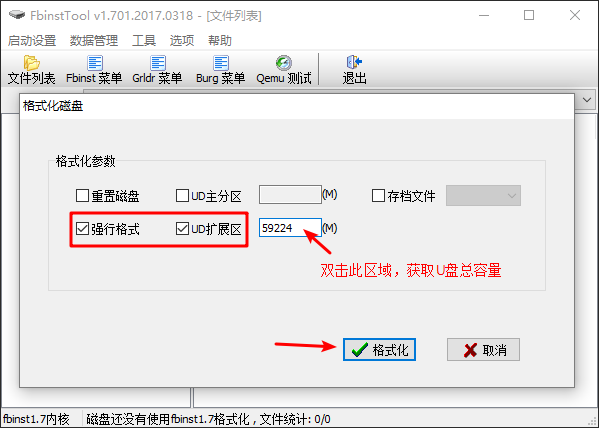 FbinstTool v1.701.2017.0318 - [文件列表]
启动设置 数据管理 工具 选项 帮助
文件列表 Fbinst 菜单 Grldr 菜单 Burg 菜单 Qemu 测试 退出
格式化磁盘
格式化参数
重置磁盘 UD主分区 (M) 存档文件
强行格式 UD扩展区 59224 (M)
双击此区域，获取U盘总容量
格式化 取消
fbinst1.7内核 磁盘还没有使用fbinst1.7格式化 , 文件统计: 0/0